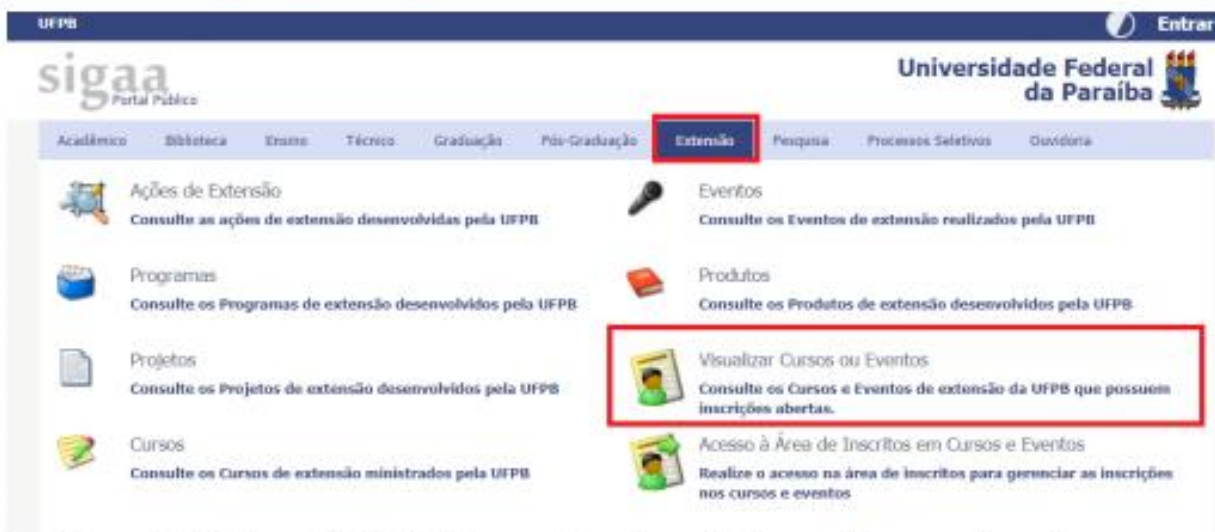 UFPB
Entrar
sigaa
Portal Público
Universidade Federal
da Paraíba
Acadêmico Biblioteca Ensino Técnico Graduação Pós-Graduação Extensão Pesquisa Processos Seletivos Ouvidoria
Ações de Extensão
Consulte as ações de extensão desenvolvidas pela UFPB
Eventos
Consulte os Eventos de extensão realizados pela UFPB
Programas
Consulte os Programas de extensão desenvolvidos pela UFPB
Produtos
Consulte os Produtos de extensão desenvolvidos pela UFPB
Projetos
Consulte os Projetos de extensão desenvolvidos pela UFPB
Visualizar Cursos ou Eventos
Consulte os Cursos e Eventos de extensão da UFPB que possuem
inscrições abertas.
Cursos
Consulte os Cursos de extensão ministrados pela UFPB
Acesso à Área de Inscritos em Cursos e Eventos
Realize o acesso na área de inscritos para gerenciar as inscrições
nos cursos e eventos